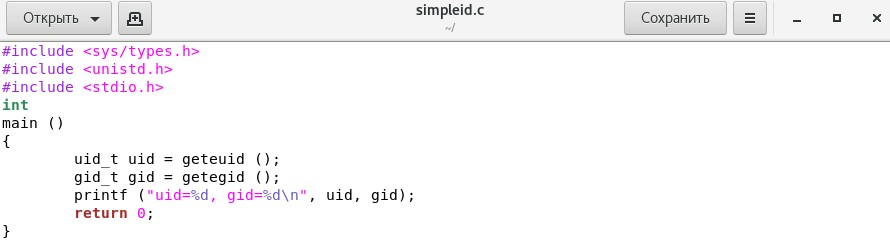 Открыть
simpleid.c
~/
Сохранить
#include <sys/types.h>
#include <unistd.h>
#include <stdio.h>
int
main ()
{
        uid_t uid = geteuid ();
        gid_t gid = getegid ();
        printf ("uid=%d, gid=%d\n", uid, gid);
        return 0;
}